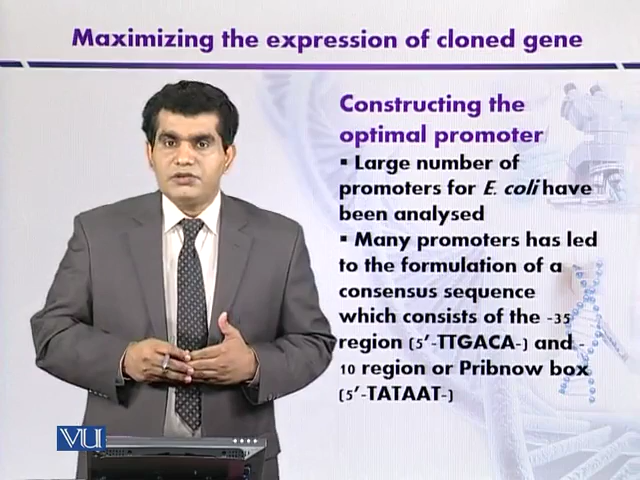 Maximizing the expression of cloned gene
Constructing the
optimal promoter
▪ Large number of
promoters for E. coli have
been analysed
▪ Many promoters has led
to the formulation of a
consensus sequence
which consists of the -35
region (5′-TTGACA-) and -
10 region or Pribnow box
(5′-TATAAT-)
VU